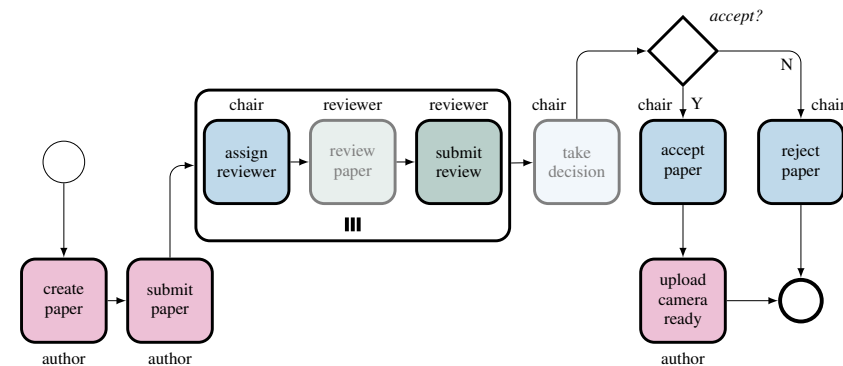 accept?
N
chair
reviewer
reviewer
chair
chair
Y
chair
assign
reviewer
review
paper
submit
review
take
decision
accept
paper
reject
paper
create
paper
submit
paper
upload
camera
ready
author
author
author